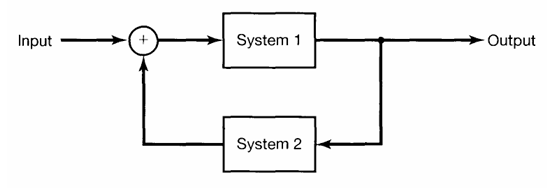 Input
+
System 1
Output
System 2